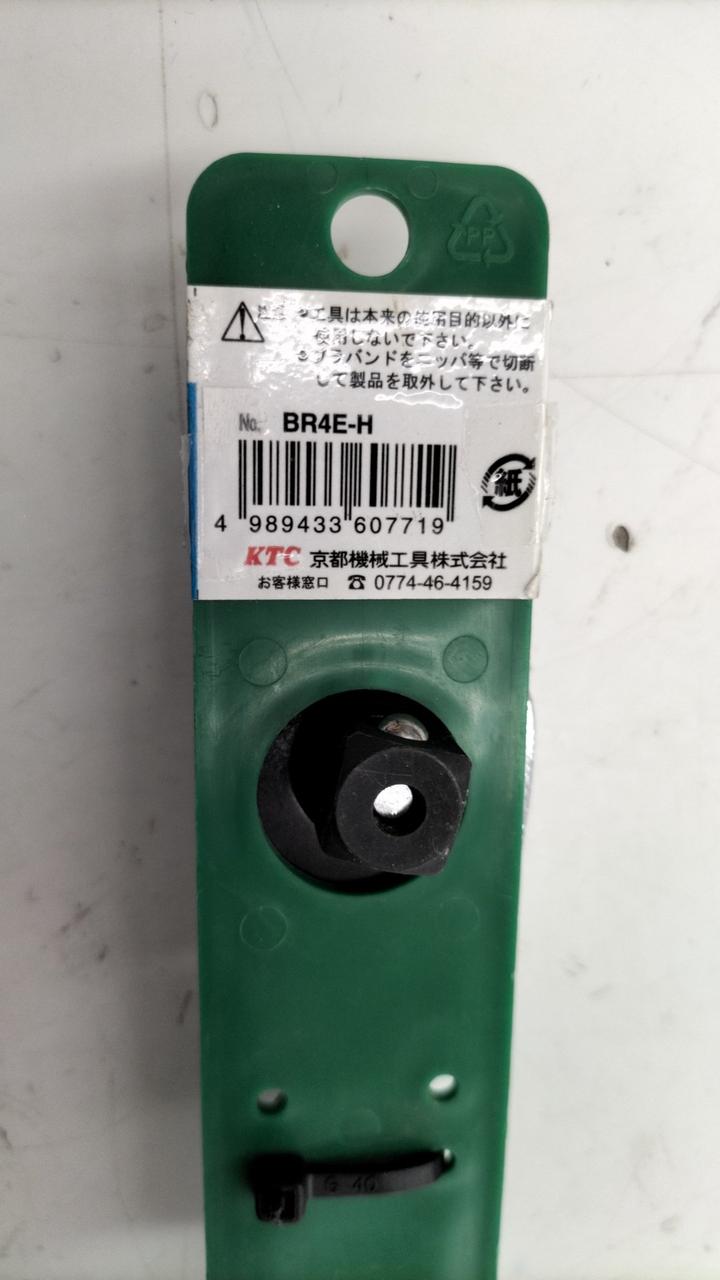 PP
注意 ●工具は本来の使用目的以外に
使用しないで下さい。
●プラバンドをニッパ等で切断
して製品を取外して下さい。
No. BR4E-H
紙
4 989433 607719
KTC 京都機械工具株式会社
お客様窓口 ☎ 0774-46-4159